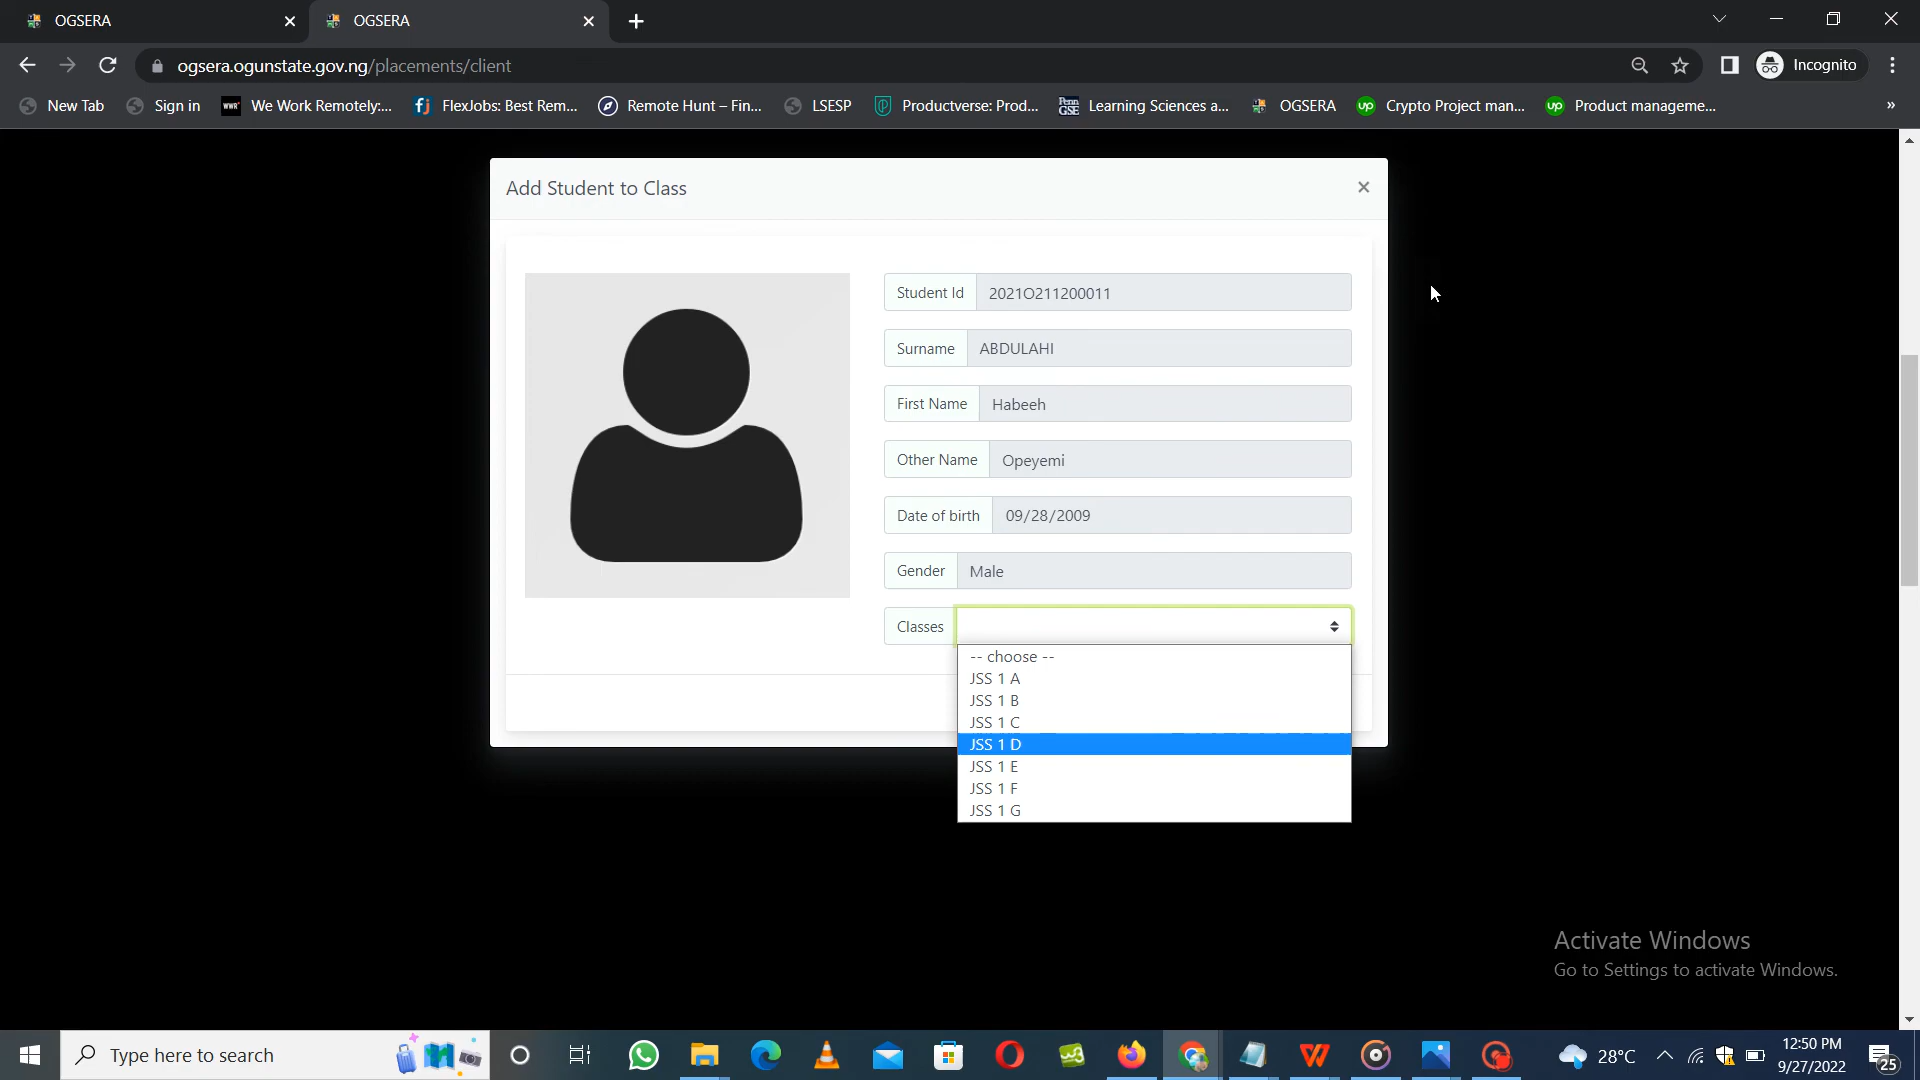 OGSERA
OGSERA
ogsera.ogunstate.gov.ng/placements/client
Incognito
New Tab
Sign in
We Work Remotely:...
FlexJobs: Best Rem...
Remote Hunt – Fin...
LSESP
Productverse: Prod...
Learning Sciences a...
OGSERA
Crypto Project man...
Product manageme...
»
Add Student to Class
Student Id 2021O211200011
Surname ABDULAHI
First Name Habeeh
Other Name Opeyemi
Date of birth 09/28/2009
Gender Male
Classes
-- choose --
JSS 1 A
JSS 1 B
JSS 1 C
JSS 1 D
JSS 1 E
JSS 1 F
JSS 1 G
Activate Windows
Go to Settings to activate Windows.
Type here to search
28°C
12:50 PM
9/27/2022
25